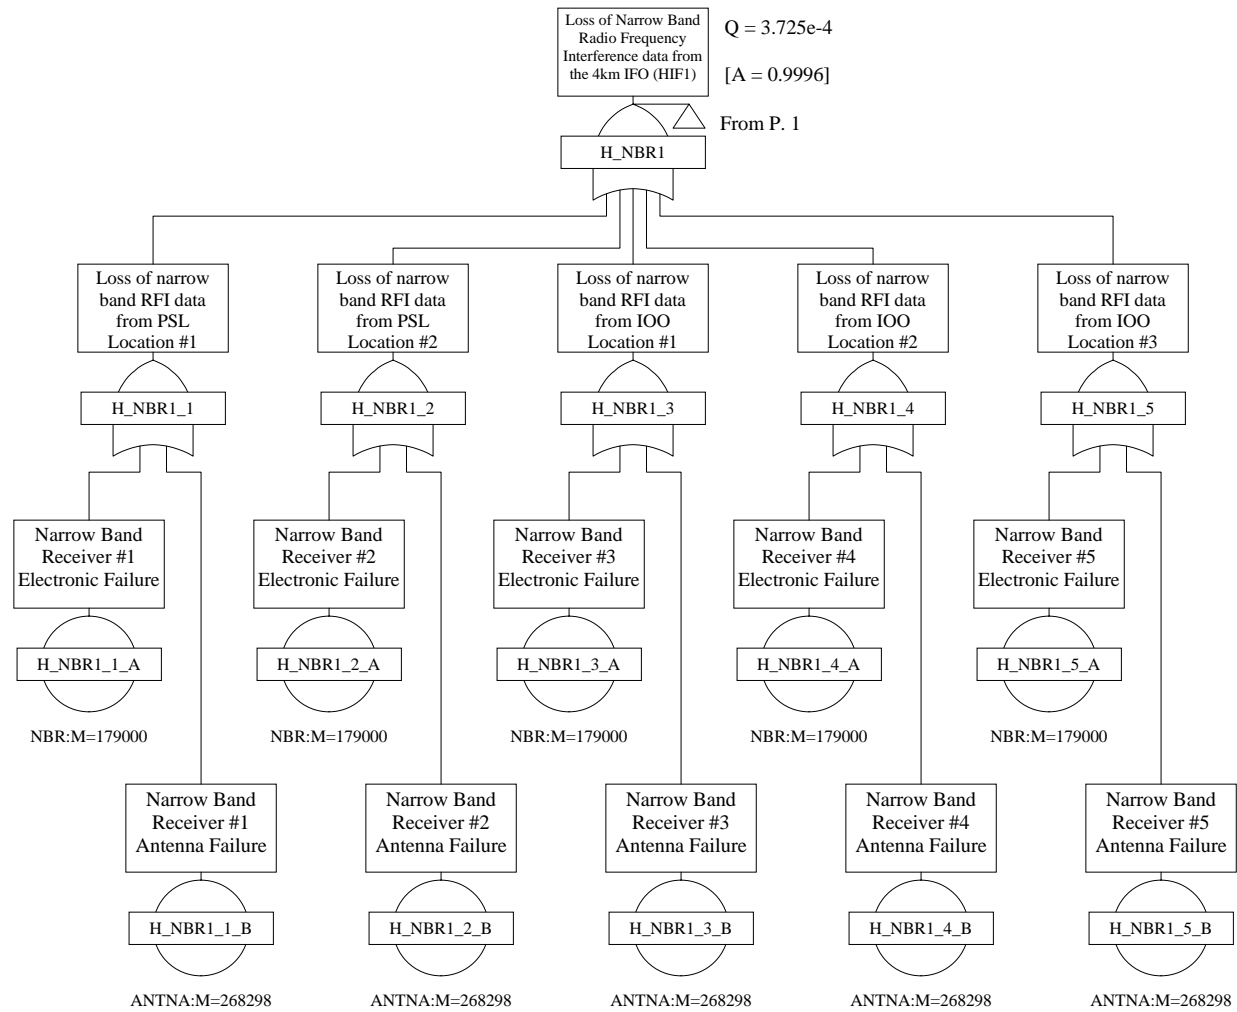 Loss of Narrow Band
Radio Frequency
Interference data from
the 4km IFO (HIF1)
Q = 3.725e-4
[A = 0.9996]
From P. 1
H_NBR1
Loss of narrow
band RFI data
from PSL
Location #1
Loss of narrow
band RFI data
from PSL
Location #2
Loss of narrow
band RFI data
from IOO
Location #1
Loss of narrow
band RFI data
from IOO
Location #2
Loss of narrow
band RFI data
from IOO
Location #3
H_NBR1_1
H_NBR1_2
H_NBR1_3
H_NBR1_4
H_NBR1_5
Narrow Band
Receiver #1
Electronic Failure
Narrow Band
Receiver #2
Electronic Failure
Narrow Band
Receiver #3
Electronic Failure
Narrow Band
Receiver #4
Electronic Failure
Narrow Band
Receiver #5
Electronic Failure
H_NBR1_1_A
H_NBR1_2_A
H_NBR1_3_A
H_NBR1_4_A
H_NBR1_5_A
NBR:M=179000
NBR:M=179000
NBR:M=179000
NBR:M=179000
NBR:M=179000
Narrow Band
Receiver #1
Antenna Failure
Narrow Band
Receiver #2
Antenna Failure
Narrow Band
Receiver #3
Antenna Failure
Narrow Band
Receiver #4
Antenna Failure
Narrow Band
Receiver #5
Antenna Failure
H_NBR1_1_B
H_NBR1_2_B
H_NBR1_3_B
H_NBR1_4_B
H_NBR1_5_B
ANTNA:M=268298
ANTNA:M=268298
ANTNA:M=268298
ANTNA:M=268298
ANTNA:M=268298